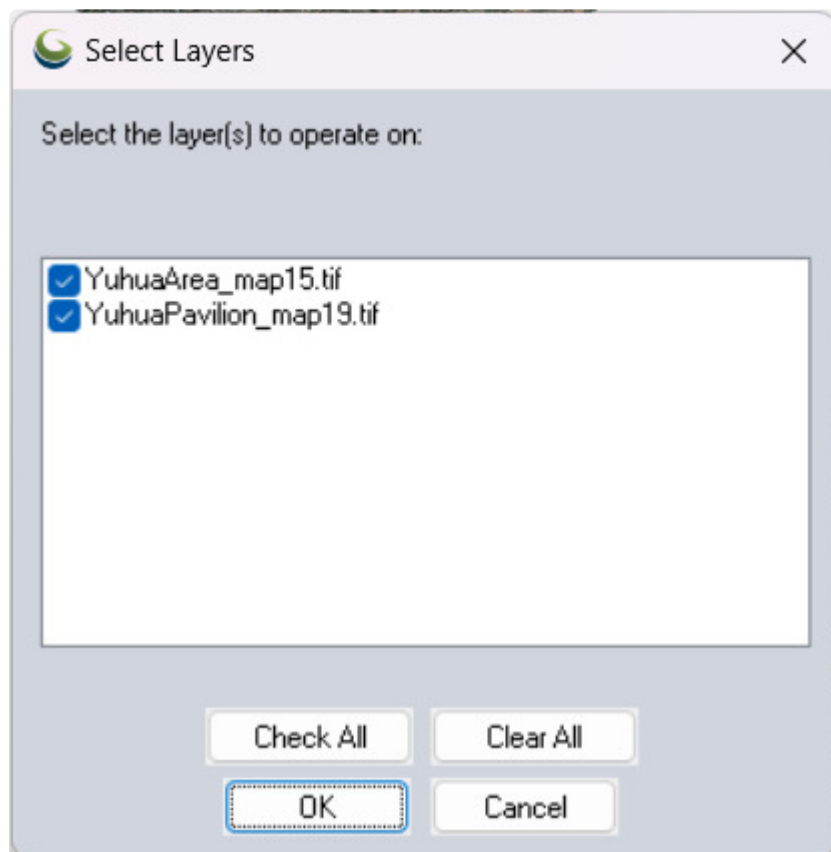 Select Layers
Select the layer(s) to operate on:
YuhuaArea_map15.tif
YuhuaPavilion_map19.tif
Check All
Clear All
OK
Cancel